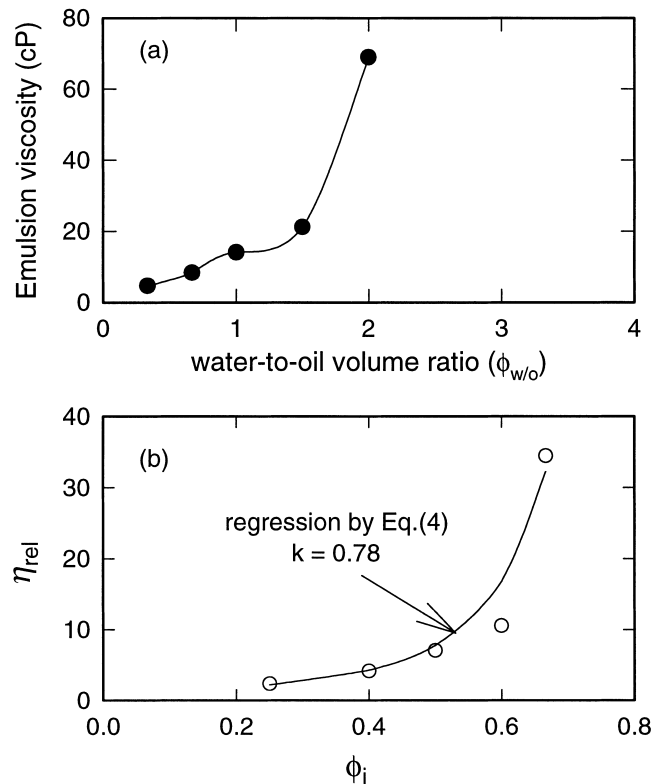 80
(a)
60
40
20
0
Emulsion viscosity (cP)
0 1 2 3 4
water-to-oil volume ratio (ϕw/o)
40
(b)
30
regression by Eq.(4)
k = 0.78
20
10
0
ηrel
0.0 0.2 0.4 0.6 0.8
ϕi